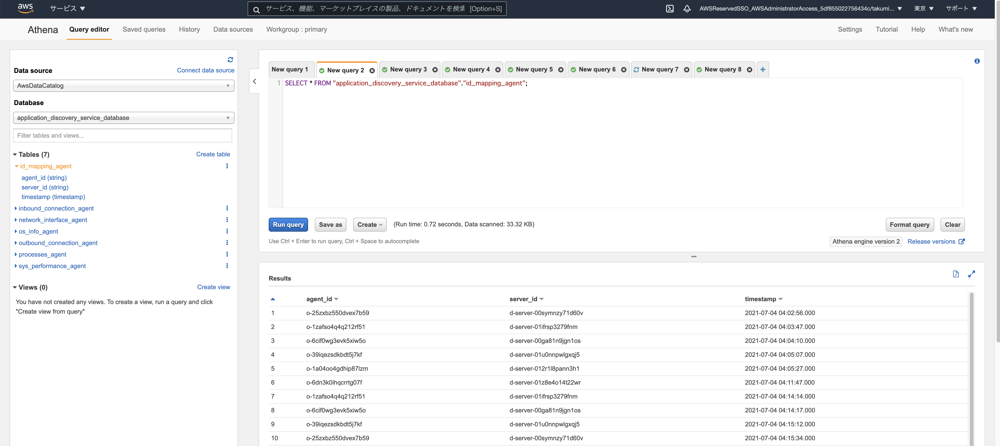 aws サービス サービス、機能、マーケットプレイスの製品、ドキュメントを検索 [Option+S] AWSReservedSSO_AWSAdministratorAccess_5df855022756434c/takumi... 東京 サポート
Athena Query editor Saved queries History Data sources Workgroup : primary Settings Tutorial Help What's new
Data source Connect data source
AwsDataCatalog
Database
application_discovery_service_database
Filter tables and views...
Tables (7) Create table
id_mapping_agent
agent_id (string)
server_id (string)
timestamp (timestamp)
inbound_connection_agent
network_interface_agent
os_info_agent
outbound_connection_agent
processes_agent
sys_performance_agent
Views (0) Create view
You have not created any views. To create a view, run a query and click
"Create view from query"
New query 1 New query 2 New query 3 New query 4 New query 5 New query 6 New query 7 New query 8
1 SELECT * FROM "application_discovery_service_database"."id_mapping_agent";
Run query Save as Create (Run time: 0.72 seconds, Data scanned: 33.32 KB) Format query Clear
Use Ctrl + Enter to run query, Ctrl + Space to autocomplete Athena engine version 2 Release versions
Results
agent_id server_id timestamp
1 o-25zxbz550dvex7b59 d-server-00symnzy71d60v 2021-07-04 04:02:56.000
2 o-1zafso4q4q212rf51 d-server-01ifrsp3279fnm 2021-07-04 04:03:47.000
3 o-6cif0wg3evk5xiw5o d-server-00ga81n9jgn1os 2021-07-04 04:04:10.000
4 o-39iqezsdkbdt5j7kf d-server-01u0nnpwlgxqj5 2021-07-04 04:05:07.000
5 o-1a04oo4gdhip87lzm d-server-012r1l8pann3h1 2021-07-04 04:05:27.000
6 o-6dn3k0ihqcrrtg07f d-server-01z8e4o14t22wr 2021-07-04 04:11:47.000
7 o-1zafso4q4q212rf51 d-server-01ifrsp3279fnm 2021-07-04 04:14:14.000
8 o-6cif0wg3evk5xiw5o d-server-00ga81n9jgn1os 2021-07-04 04:14:17.000
9 o-39iqezsdkbdt5j7kf d-server-01u0nnpwlgxqj5 2021-07-04 04:15:12.000
10 o-25zxbz550dvex7b59 d-server-00symnzy71d60v 2021-07-04 04:15:34.000